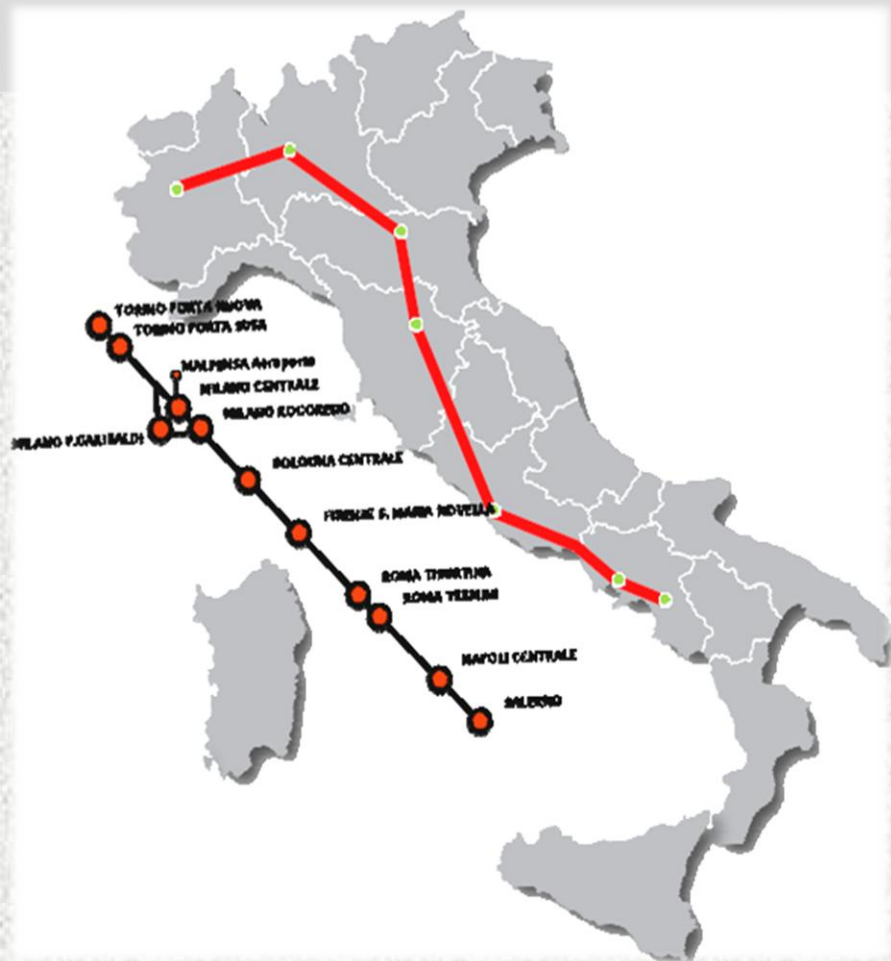 TORINO PORTA NUOVA
TORINO PORTA SUSA
MALPENSA Aeroporto
MILANO CENTRALE
MILANO ROGOREDO
MILANO P.GARIBALDI
BOLOGNA CENTRALE
FIRENZE S. MARIA NOVELLA
ROMA TIBURTINA
ROMA TERMINI
NAPOLI CENTRALE
SALERNO